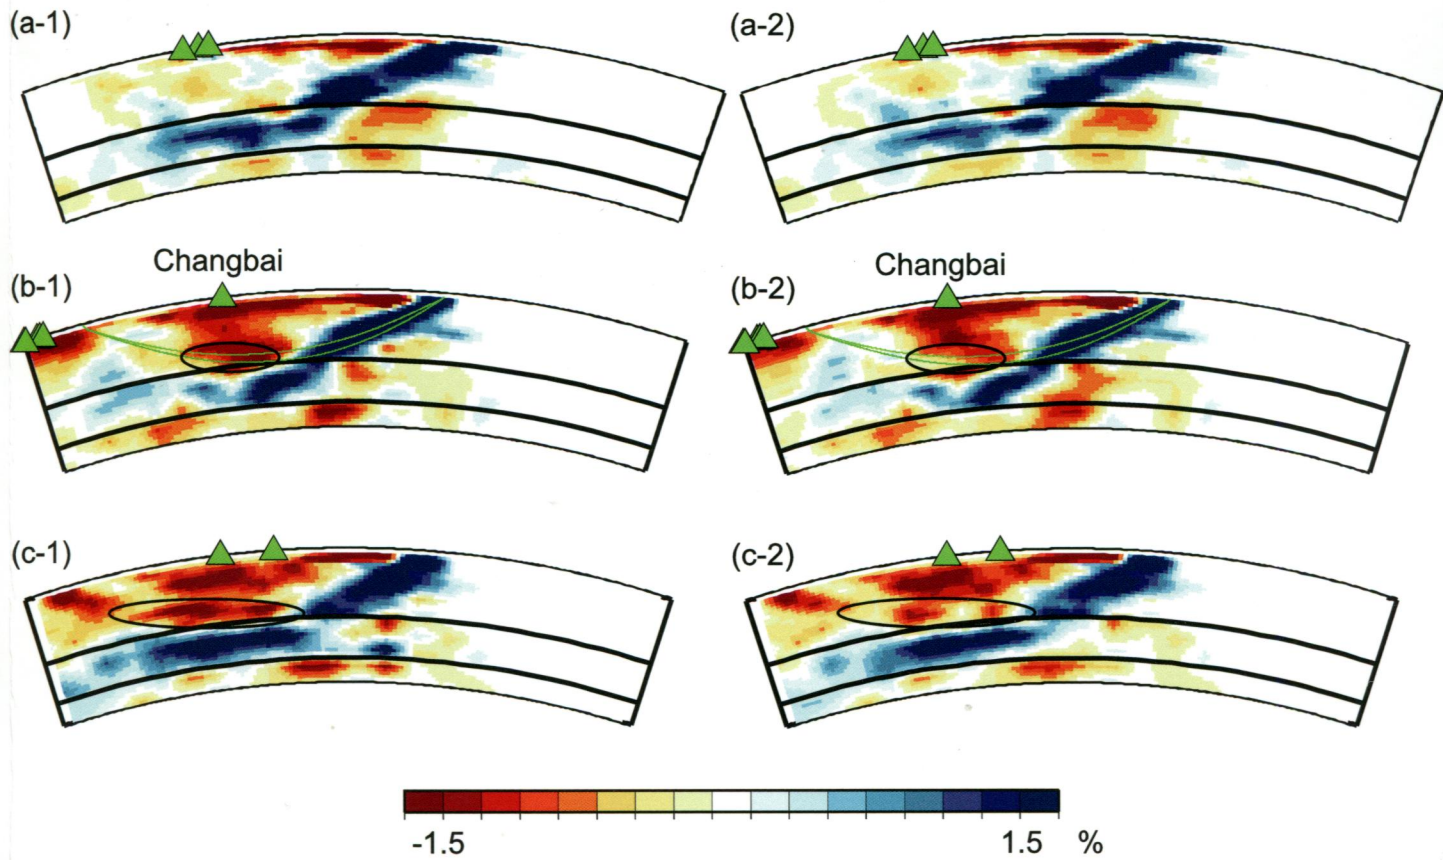 (a-1) (a-2)
Changbai Changbai
(b-1) (b-2)
(c-1) (c-2)
-1.5 1.5 %